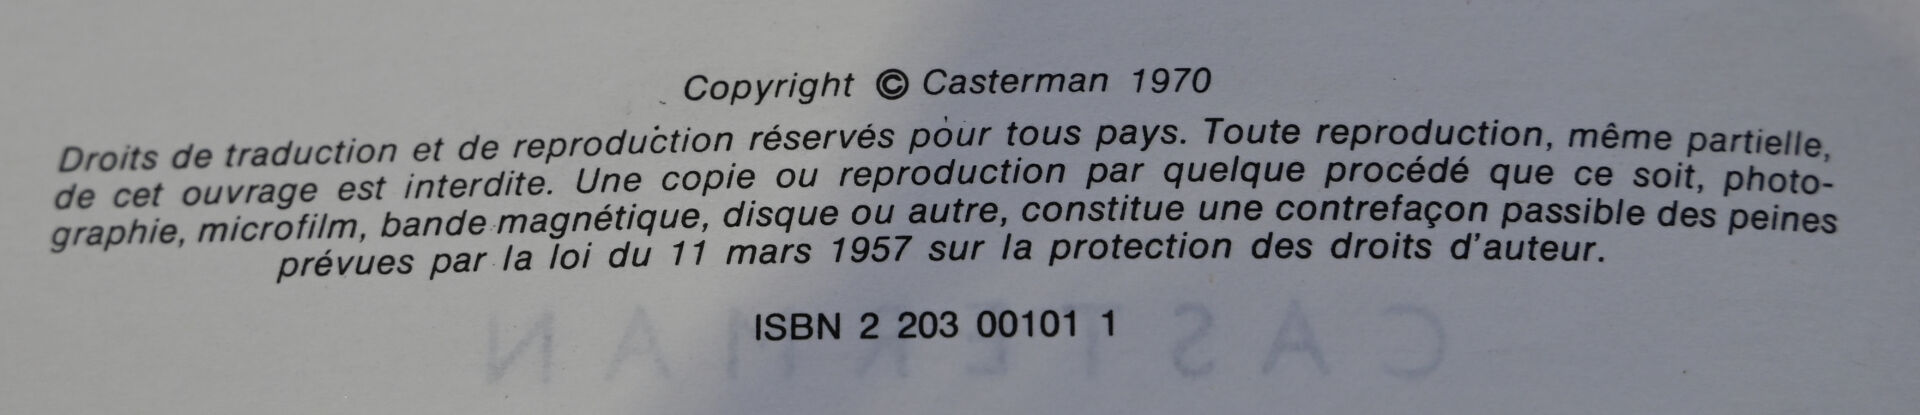 Copyright © Casterman 1970
Droits de traduction et de reproduction réservés pour tous pays. Toute reproduction, même partielle,
de cet ouvrage est interdite. Une copie ou reproduction par quelque procédé que ce soit, photo-
graphie, microfilm, bande magnétique, disque ou autre, constitue une contrefaçon passible des peines
prévues par la loi du 11 mars 1957 sur la protection des droits d'auteur.
ISBN 2 203 00101 1
CASTERMAN